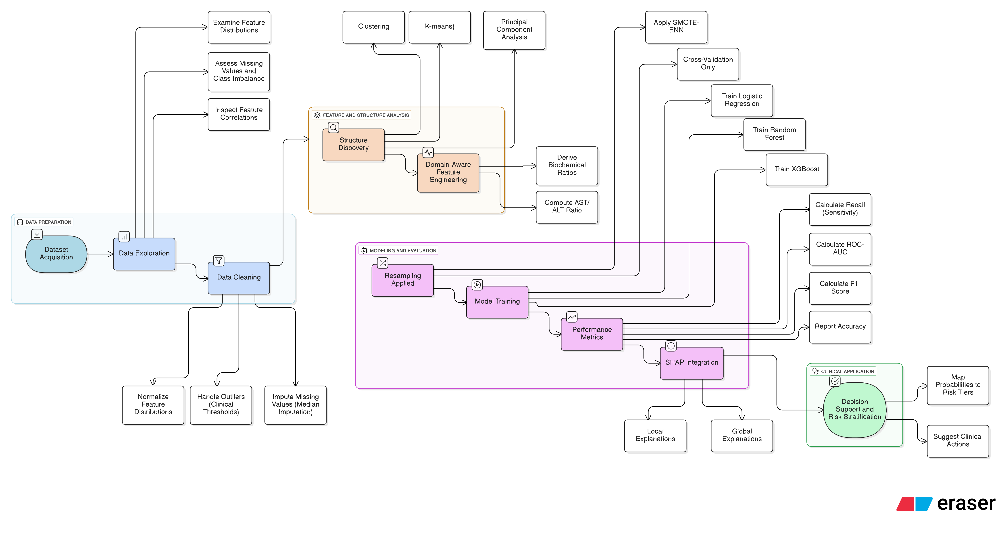 Examine Feature
Distributions
Assess Missing
Values and
Class Imbalance
Inspect Feature
Correlations
DATA PREPARATION
Dataset
Acquisition
Data Exploration
Data Cleaning
Normalize
Feature
Distributions
Handle Outliers
(Clinical
Thresholds)
Impute Missing
Values (Median
Imputation)
Clustering
K-means)
Principal
Component
Analysis
FEATURE AND STRUCTURE ANALYSIS
Structure
Discovery
Domain-Aware
Feature
Engineering
Derive
Biochemical
Ratios
Compute AST/
ALT Ratio
Apply SMOTE-
ENN
Cross-Validation
Only
Train Logistic
Regression
Train Random
Forest
Train XGBoost
MODELING AND EVALUATION
Resampling
Applied
Model Training
Performance
Metrics
SHAP Integration
Calculate Recall
(Sensitivity)
Calculate ROC-
AUC
Calculate F1-
Score
Report Accuracy
Local
Explanations
Global
Explanations
CLINICAL APPLICATION
Decision
Support and
Risk Stratification
Map
Probabilities to
Risk Tiers
Suggest Clinical
Actions
eraser